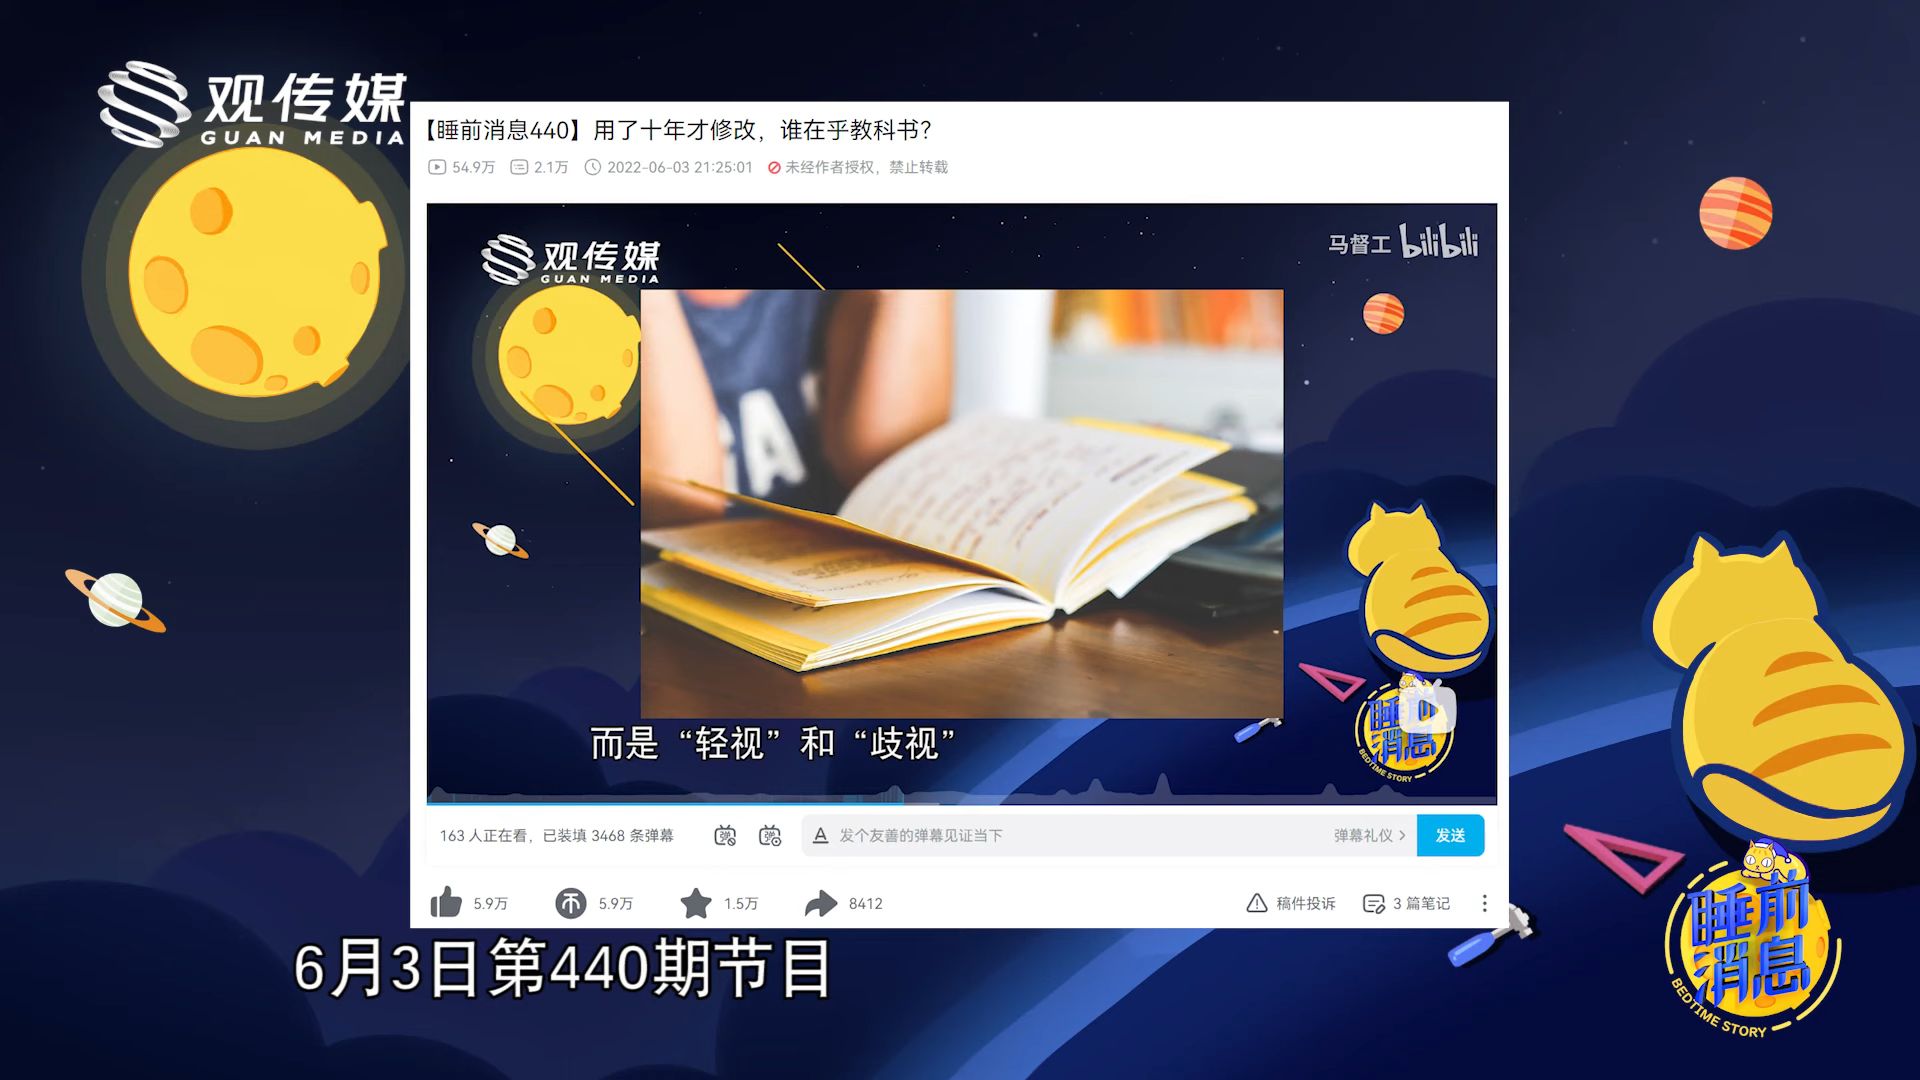 观传媒
GUAN MEDIA
【睡前消息440】用了十年才修改，谁在乎教科书？
54.9万 2.1万 2022-06-03 21:25:01 未经作者授权，禁止转载
观传媒
GUAN MEDIA
马督工 bilibili
而是“轻视”和“歧视”
睡前
消息
BEDTIME STORY
163 人正在看，已装填 3468 条弹幕 发个友善的弹幕见证当下 弹幕礼仪 发送
5.9万 5.9万 1.5万 8412 稿件投诉 3 篇笔记
6月3日第440期节目
睡前
消息
BEDTIME STORY